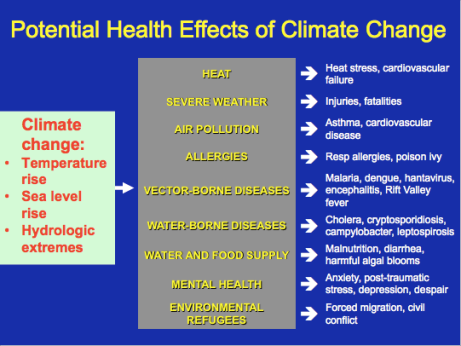 Potential Health Effects of Climate Change
Climate
change:
• Temperature
rise
• Sea level
rise
• Hydrologic
extremes
HEAT
Heat stress, cardiovascular
failure
SEVERE WEATHER
Injuries, fatalities
AIR POLLUTION
Asthma, cardiovascular
disease
ALLERGIES
Resp allergies, poison ivy
VECTOR-BORNE DISEASES
Malaria, dengue, hantavirus,
encephalitis, Rift Valley
fever
WATER-BORNE DISEASES
Cholera, cryptosporidiosis,
campylobacter, leptospirosis
WATER AND FOOD SUPPLY
Malnutrition, diarrhea,
harmful algal blooms
MENTAL HEALTH
Anxiety, post-traumatic
stress, depression, despair
ENVIRONMENTAL
REFUGEES
Forced migration, civil
conflict